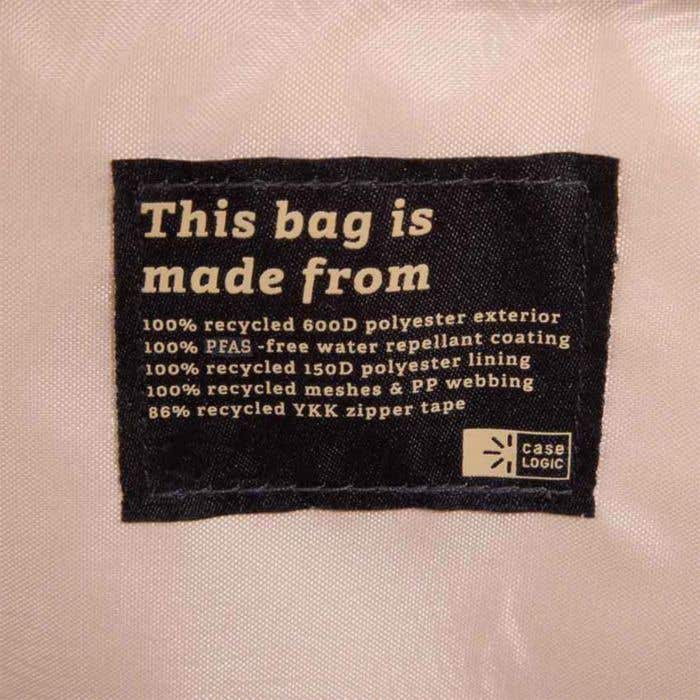 This bag is
made from
100% recycled 600D polyester exterior
100% PFAS -free water repellant coating
100% recycled 150D polyester lining
100% recycled meshes & PP webbing
86% recycled YKK zipper tape
case
LOGIC